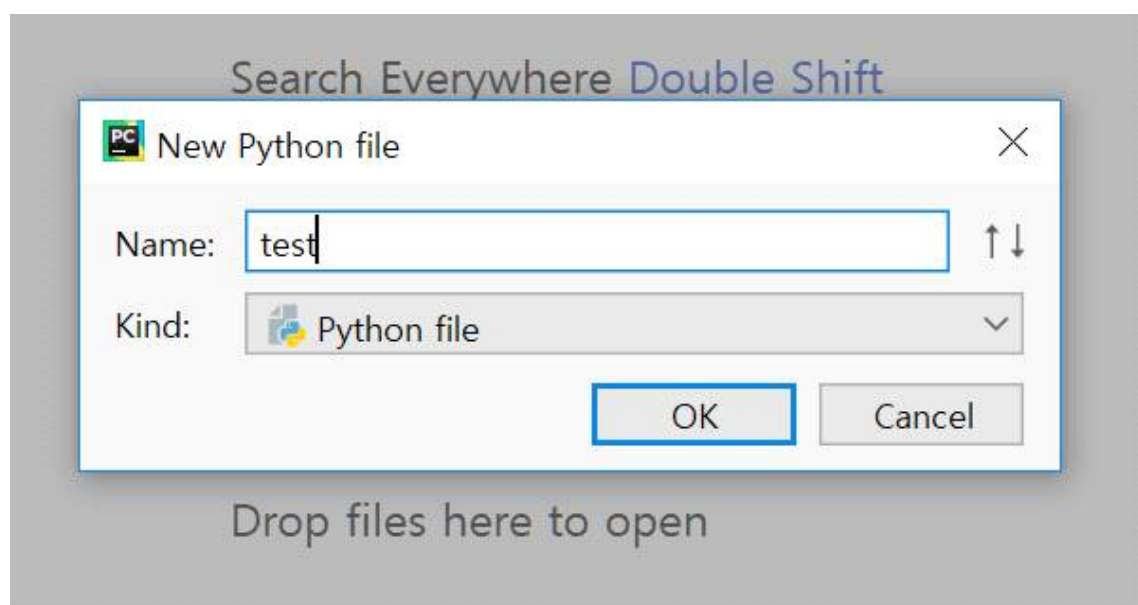 Search Everywhere Double Shift
PC New Python file
Name: test
Kind: Python file
OK Cancel
Drop files here to open